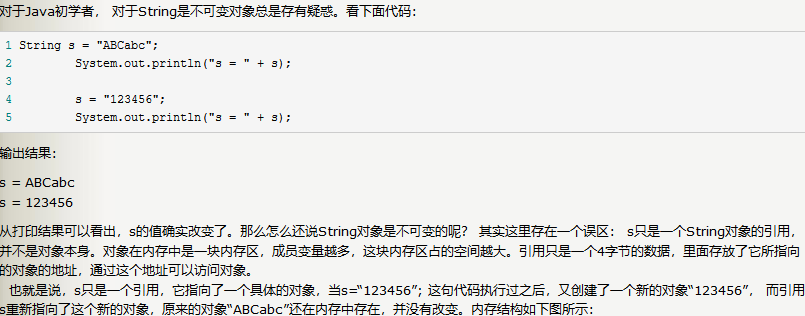 对于Java初学者， 对于String是不可变对象总是存有疑惑。看下面代码：
1 String s = "ABCabc";
2 System.out.println("s = " + s);
3
4 s = "123456";
5 System.out.println("s = " + s);
输出结果：
s = ABCabc
s = 123456
从打印结果可以看出，s的值确实改变了。那么怎么还说String对象是不可变的呢？ 其实这里存在一个误区： s只是一个String对象的引用，
并不是对象本身。对象在内存中是一块内存区，成员变量越多，这块内存区占的空间越大。引用只是一个4字节的数据，里面存放了它所指向
的对象的地址，通过这个地址可以访问对象。
也就是说，s只是一个引用，它指向了一个具体的对象，当s=“123456”; 这句代码执行过之后，又创建了一个新的对象“123456”， 而引用
s重新指向了这个新的对象，原来的对象“ABCabc”还在内存中存在，并没有改变。内存结构如下图所示：